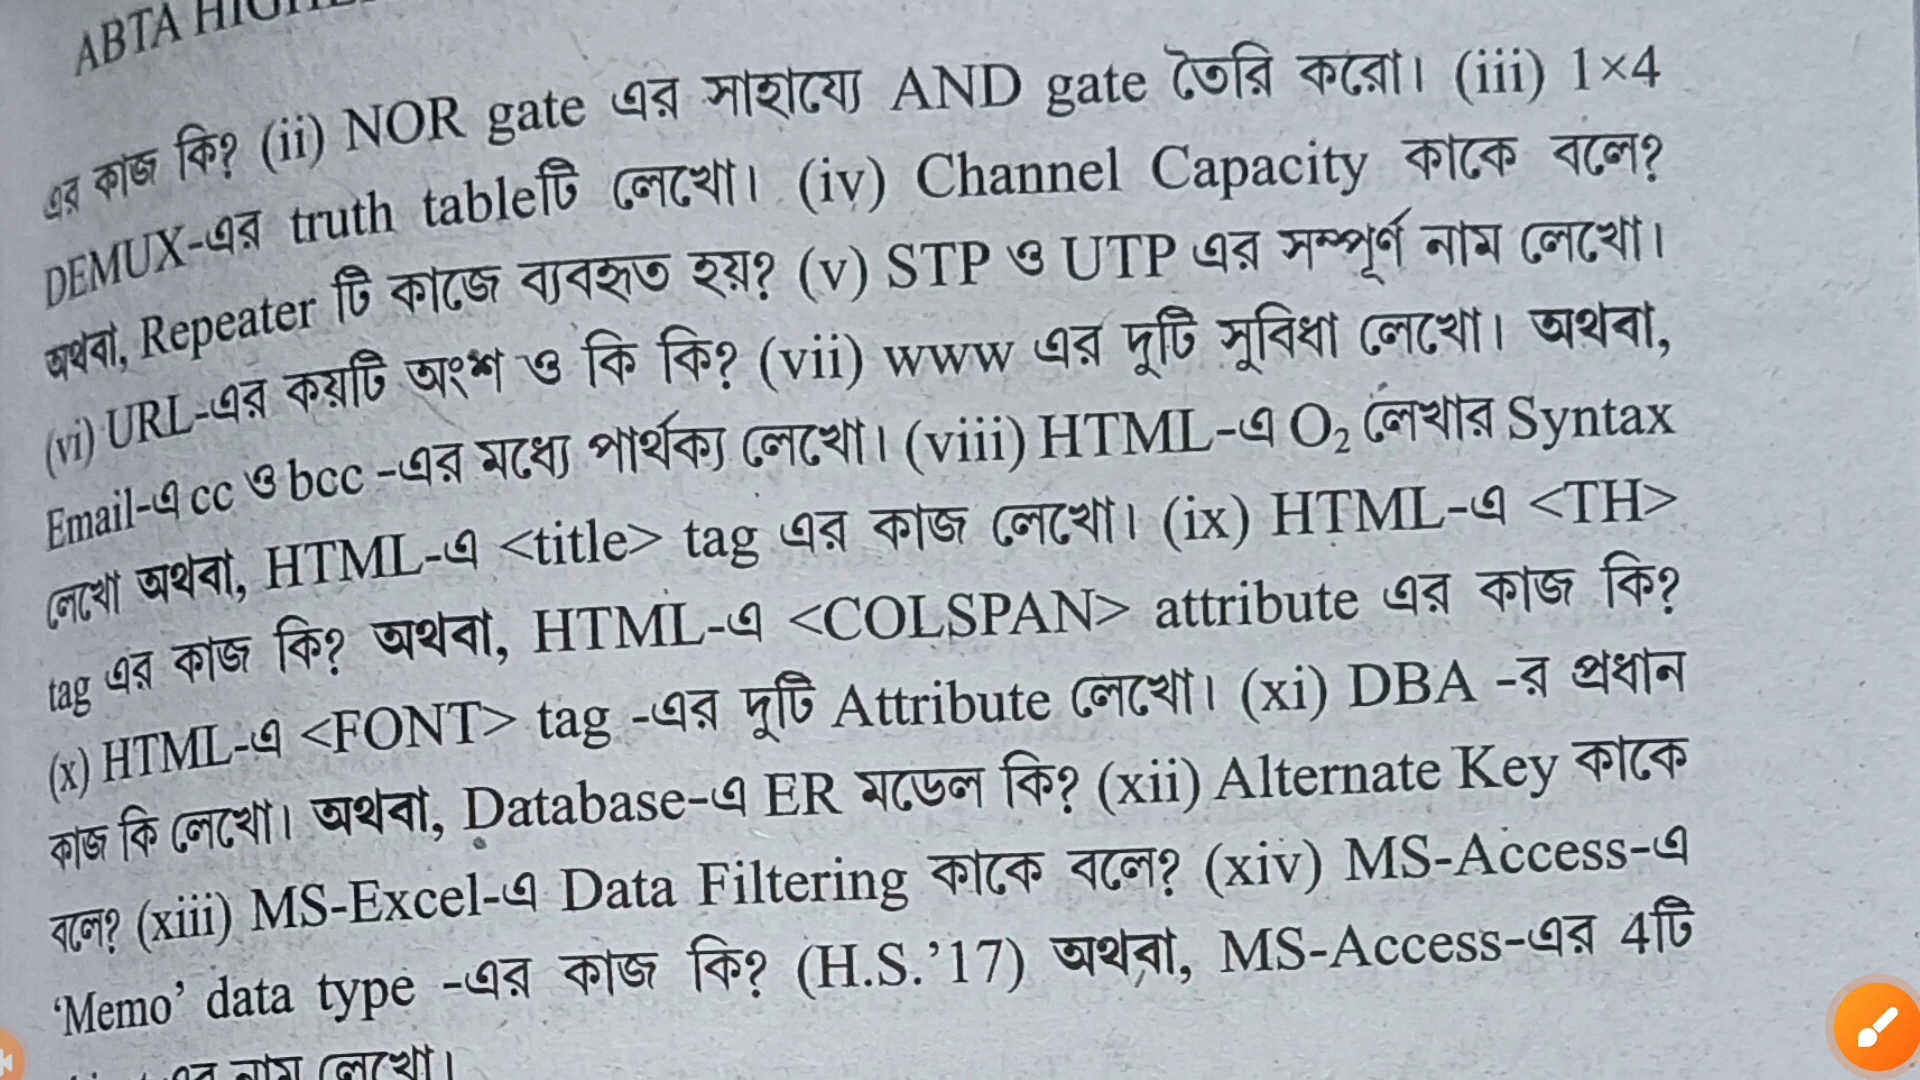 ABTA
এর কাজ কি? (ii) NOR gate এর সাহায্যে AND gate তৈরি করো। (iii) 1×4
DEMUX-এর truth tableটি লেখো। (iv) Channel Capacity কাকে বলে?
অথবা, Repeater টি কাজে ব্যবহৃত হয়? (v) STP ও UTP এর সম্পূর্ণ নাম লেখো।
(vi) URL-এর কয়টি অংশ ও কি কি? (vii) www এর দুটি সুবিধা লেখো। অথবা,
Email-এ cc ও bcc -এর মধ্যে পার্থক্য লেখো। (viii) HTML-এ O₂ লেখার Syntax
লেখো অথবা, HTML-এ <title> tag এর কাজ লেখো। (ix) HTML-এ <TH>
tag এর কাজ কি? অথবা, HTML-এ <COLSPAN> attribute এর কাজ কি?
(x) HTML-এ <FONT> tag -এর দুটি Attribute লেখো। (xi) DBA -র প্রধান
কাজ কি লেখো। অথবা, Database-এ ER মডেল কি? (xii) Alternate Key কাকে
বলে? (xiii) MS-Excel-এ Data Filtering কাকে বলে? (xiv) MS-Access-এ
‘Memo’ data type -এর কাজ কি? (H.S.’17) অথবা, MS-Access-এর 4টি
এর নাম লেখো।